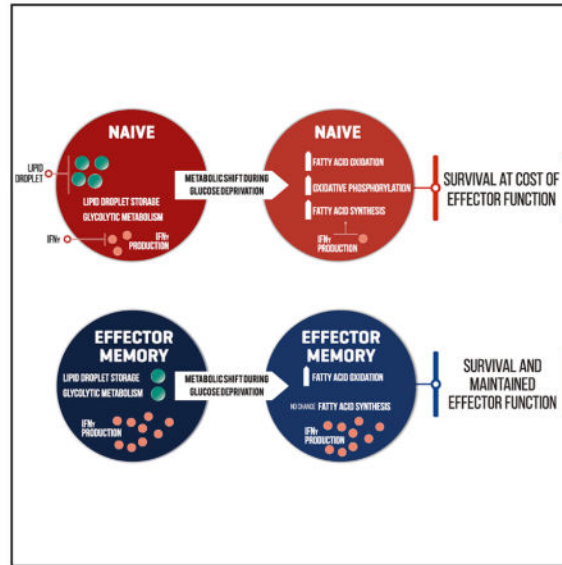 NAIVE
LIPID
DROPLET
LIPID DROPLET STORAGE
GLYCOLYTIC METABOLISM
IFNγ
IFNγ
PRODUCTION
METABOLIC SHIFT DURING
GLUCOSE DEPRIVATION
NAIVE
FATTY ACID OXIDATION
OXIDATIVE PHOSPHORYLATION
FATTY ACID SYNTHESIS
IFNγ
PRODUCTION
SURVIVAL AT COST OF
EFFECTOR FUNCTION
EFFECTOR
MEMORY
LIPID DROPLET STORAGE
GLYCOLYTIC METABOLISM
IFNγ
PRODUCTION
METABOLIC SHIFT DURING
GLUCOSE DEPRIVATION
EFFECTOR
MEMORY
FATTY ACID OXIDATION
NO CHANGE FATTY ACID SYNTHESIS
IFNγ
PRODUCTION
SURVIVAL AND
MAINTAINED
EFFECTOR FUNCTION